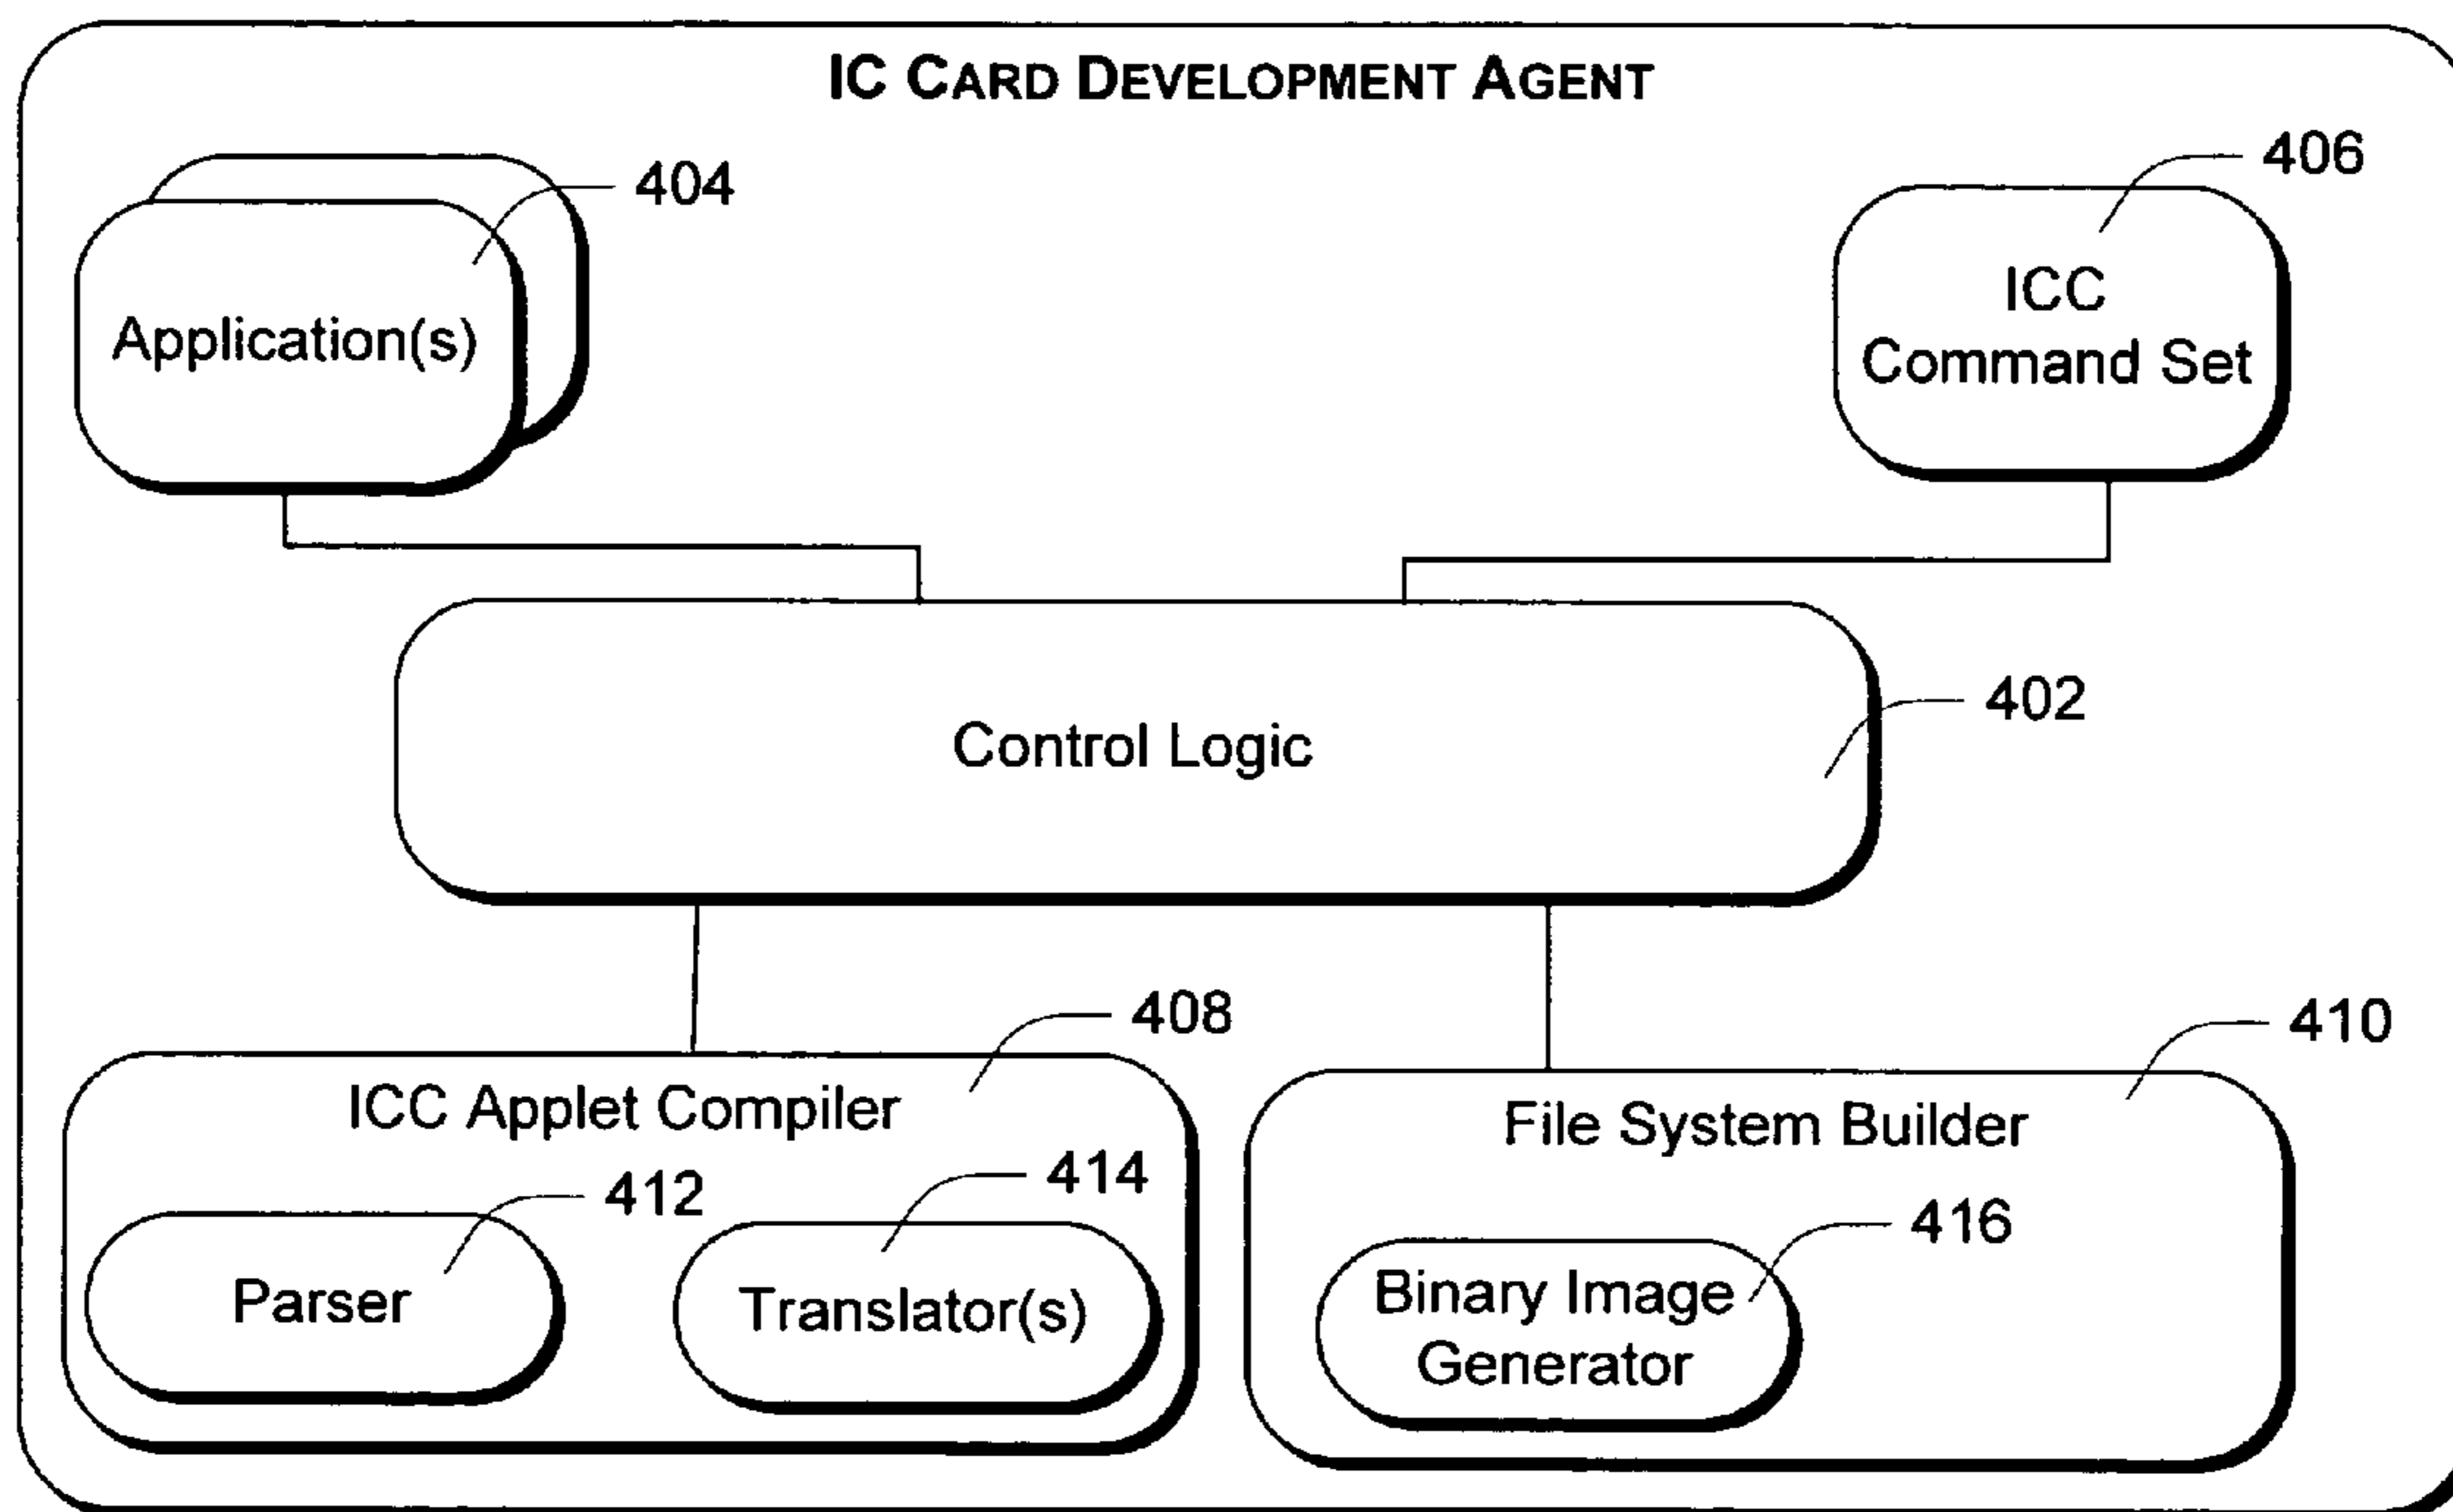 IC CARD DEVELOPMENT AGENT
404
406
Application(s)
ICC
Command Set
402
Control Logic
408
410
ICC Applet Compiler
File System Builder
412
414
416
Parser
Translator(s)
Binary Image
Generator